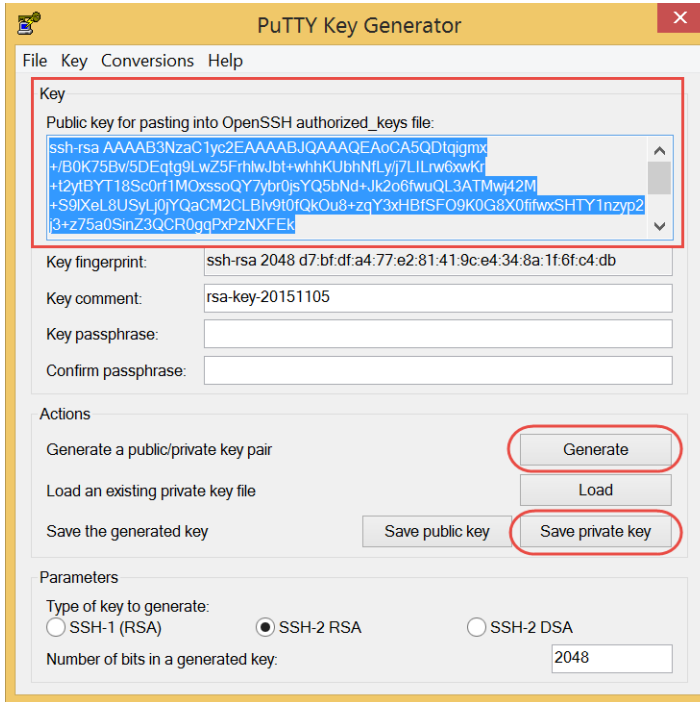 PuTTY Key Generator
File Key Conversions Help
Key
Public key for pasting into OpenSSH authorized_keys file:
ssh-rsa AAAAB3NzaC1yc2EAAAABJQAAAQEAoCA5QDtqigmx
+/B0K75Bv/5DEqtg9LwZ5FrhlwJbt+whhKUbhNfLy/j7LILrw6xwKr
+t2ytBYT18Sc0rf1MOxssoQY7ybr0jsYQ5bNd+Jk2o6fwuQL3ATMwj42M
+S9lXeL8USyLj0jYQaCM2CLBIv9t0fQkOu8+zqY3xHBfSFO9K0G8X0fifwxSHTY1nzyp2
j3+z75a0SinZ3QCR0gqPxPzNXFEk
Key fingerprint: ssh-rsa 2048 d7:bf:df:a4:77:e2:81:41:9c:e4:34:8a:1f:6f:c4:db
Key comment: rsa-key-20151105
Key passphrase:
Confirm passphrase:
Actions
Generate a public/private key pair Generate
Load an existing private key file Load
Save the generated key Save public key Save private key
Parameters
Type of key to generate:
SSH-1 (RSA) SSH-2 RSA SSH-2 DSA
Number of bits in a generated key: 2048